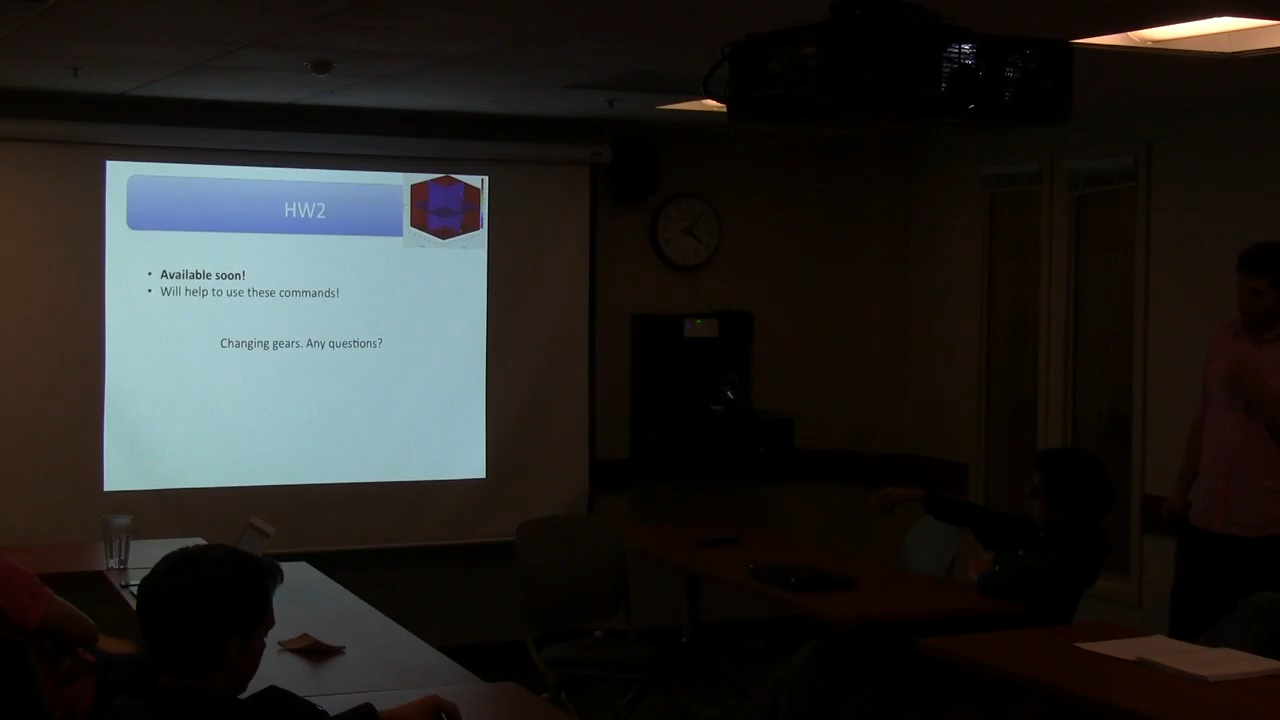 HW2
• Available soon!
• Will help to use these commands!
Changing gears. Any questions?